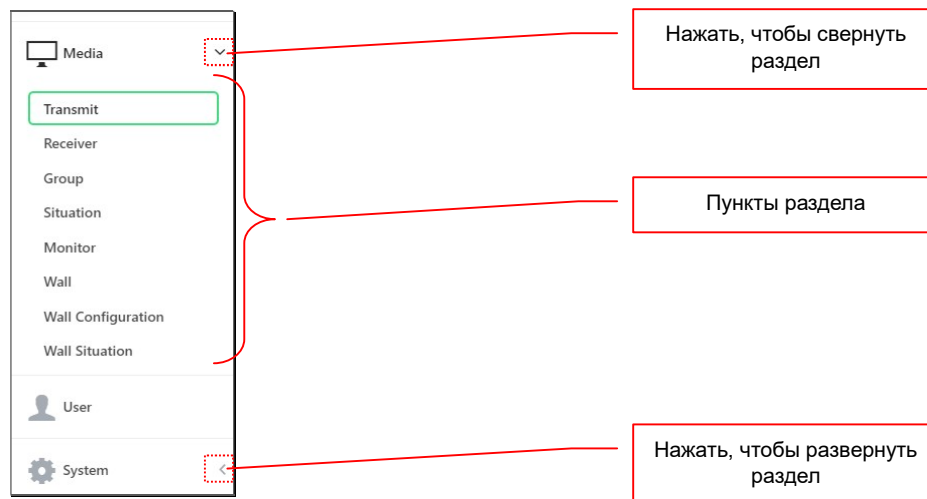 Media
Transmit
Receiver
Group
Situation
Monitor
Wall
Wall Configuration
Wall Situation
User
System
Нажать, чтобы свернуть
раздел
Пункты раздела
Нажать, чтобы развернуть
раздел